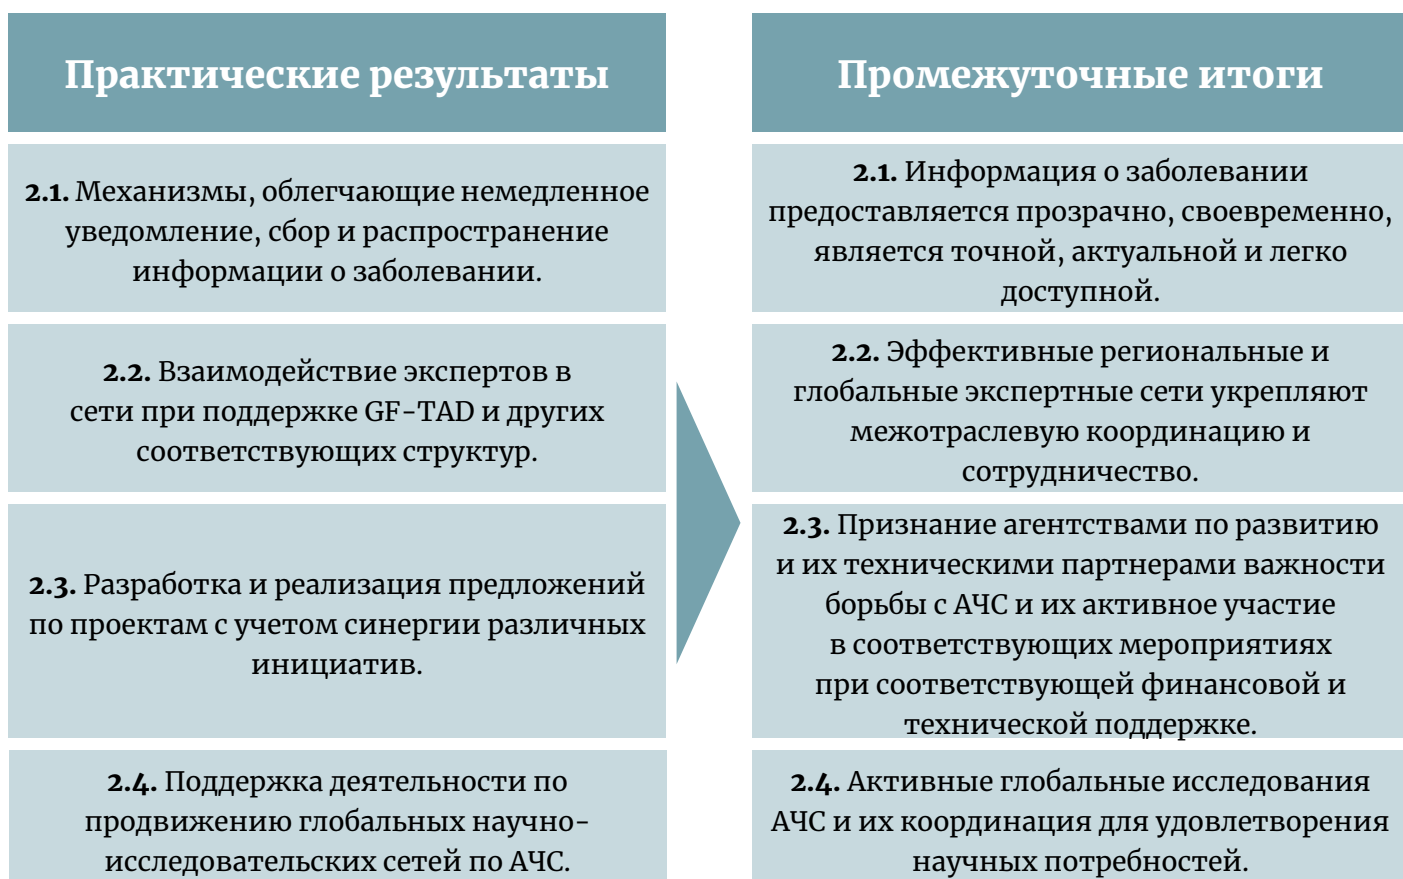 Практические результаты
2.1. Механизмы, облегчающие немедленное
уведомление, сбор и распространение
информации о заболевании.
2.2. Взаимодействие экспертов в
сети при поддержке GF-TAD и других
соответствующих структур.
2.3. Разработка и реализация предложений
по проектам с учетом синергии различных
инициатив.
2.4. Поддержка деятельности по
продвижению глобальных научно-
исследовательских сетей по АЧС.
Промежуточные итоги
2.1. Информация о заболевании
предоставляется прозрачно, своевременно,
является точной, актуальной и легко
доступной.
2.2. Эффективные региональные и
глобальные экспертные сети укрепляют
межотраслевую координацию и
сотрудничество.
2.3. Признание агентствами по развитию
и их техническими партнерами важности
борьбы с АЧС и их активное участие
в соответствующих мероприятиях
при соответствующей финансовой и
технической поддержке.
2.4. Активные глобальные исследования
АЧС и их координация для удовлетворения
научных потребностей.